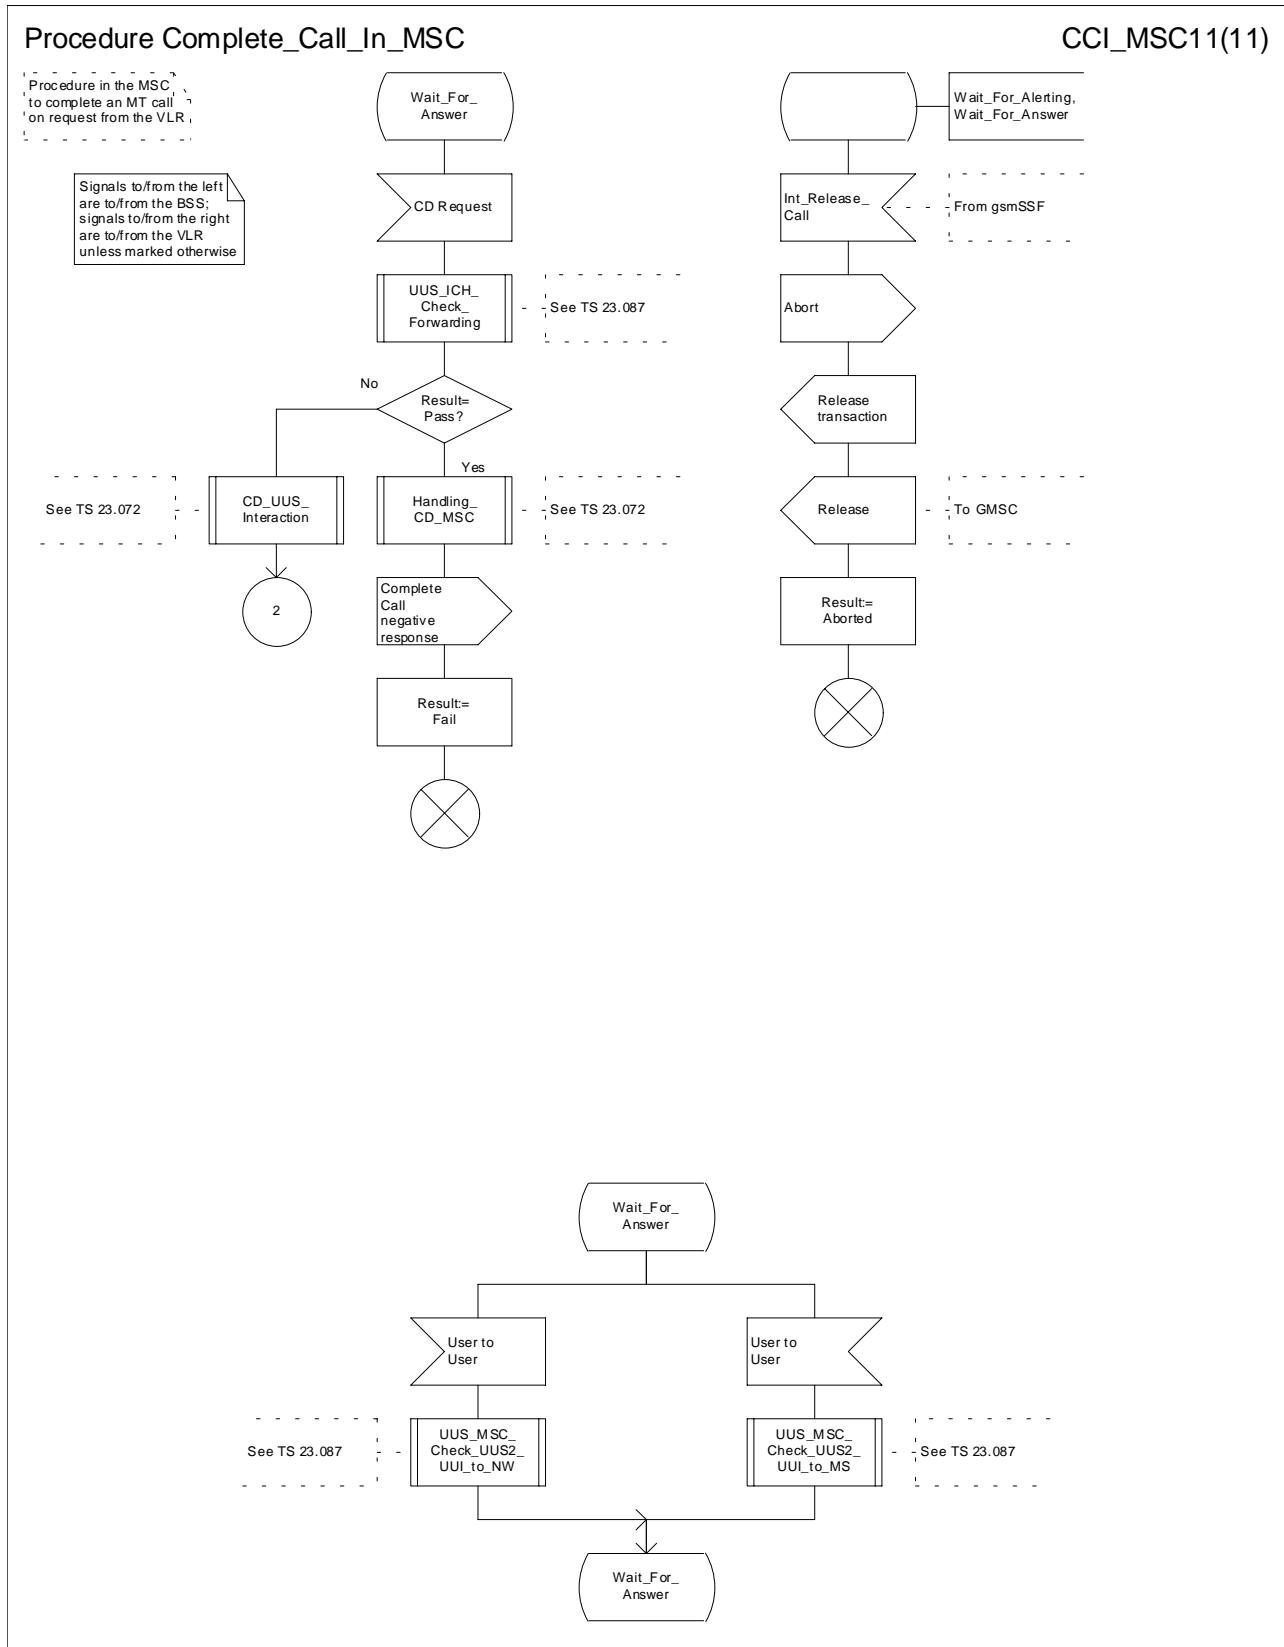 Procedure Complete_Call_In_MSC
CCI_MSC11(11)
Procedure in the MSC
to complete an MT call
on request from the VLR
Signals to/from the left
are to/from the BSS;
signals to/from the right
are to/from the VLR
unless marked otherwise
Wait_For_
Answer
CD Request
UUS_ICH_
Check_
Forwarding
See TS 23.087
No
Result=
Pass?
Yes
See TS 23.072
CD_UUS_
Interaction
Handling_
CD_MSC
See TS 23.072
2
Complete
Call
negative
response
Result:=
Fail
Wait_For_Alerting,
Wait_For_Answer
Int_Release_
Call
From gsmSSF
Abort
Release
transaction
Release
To GMSC
Result:=
Aborted
Wait_For_
Answer
User to
User
User to
User
See TS 23.087
UUS_MSC_
Check_UUS2_
UUI_to_NW
UUS_MSC_
Check_UUS2_
UUI_to_MS
See TS 23.087
Wait_For_
Answer